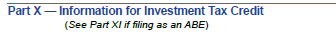 Part X — Information for Investment Tax Credit
(See Part XI if filing as an ABE)